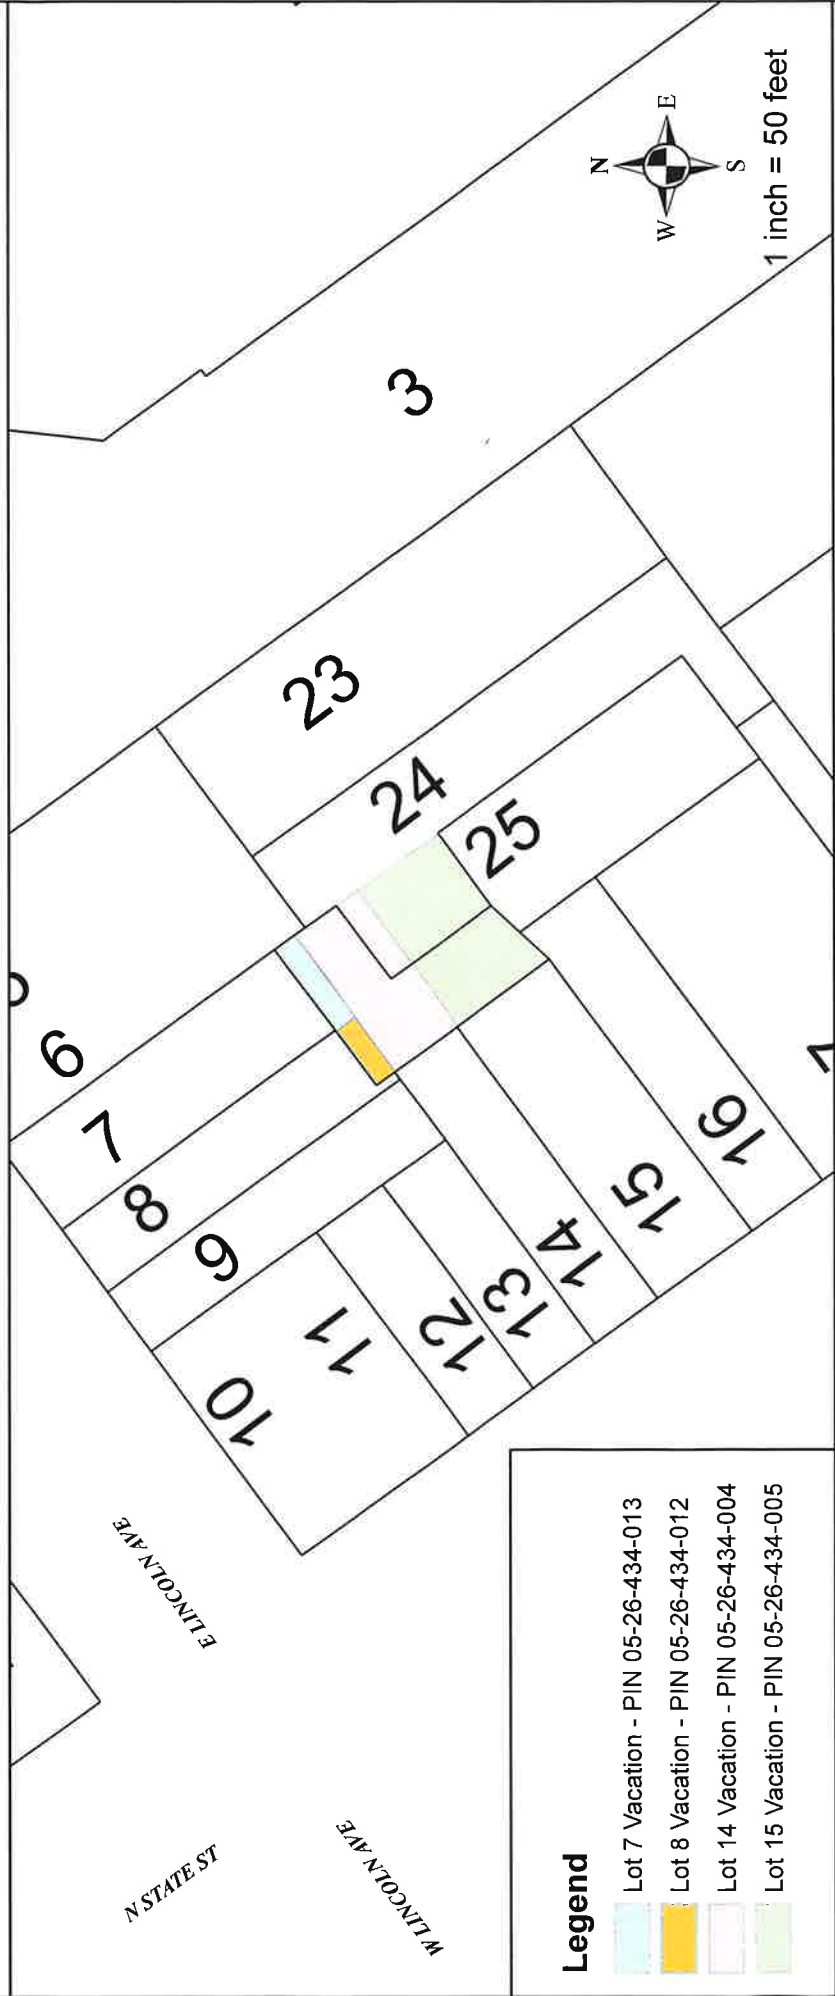 6
7
8
9
10
11
12
13
14
15
16
23
24
25
3
E LINCOLN AVE
N STATE ST
W LINCOLN AVE
N
W
E
S
1 inch = 50 feet
Legend
Lot 7 Vacation - PIN 05-26-434-013
Lot 8 Vacation - PIN 05-26-434-012
Lot 14 Vacation - PIN 05-26-434-004
Lot 15 Vacation - PIN 05-26-434-005